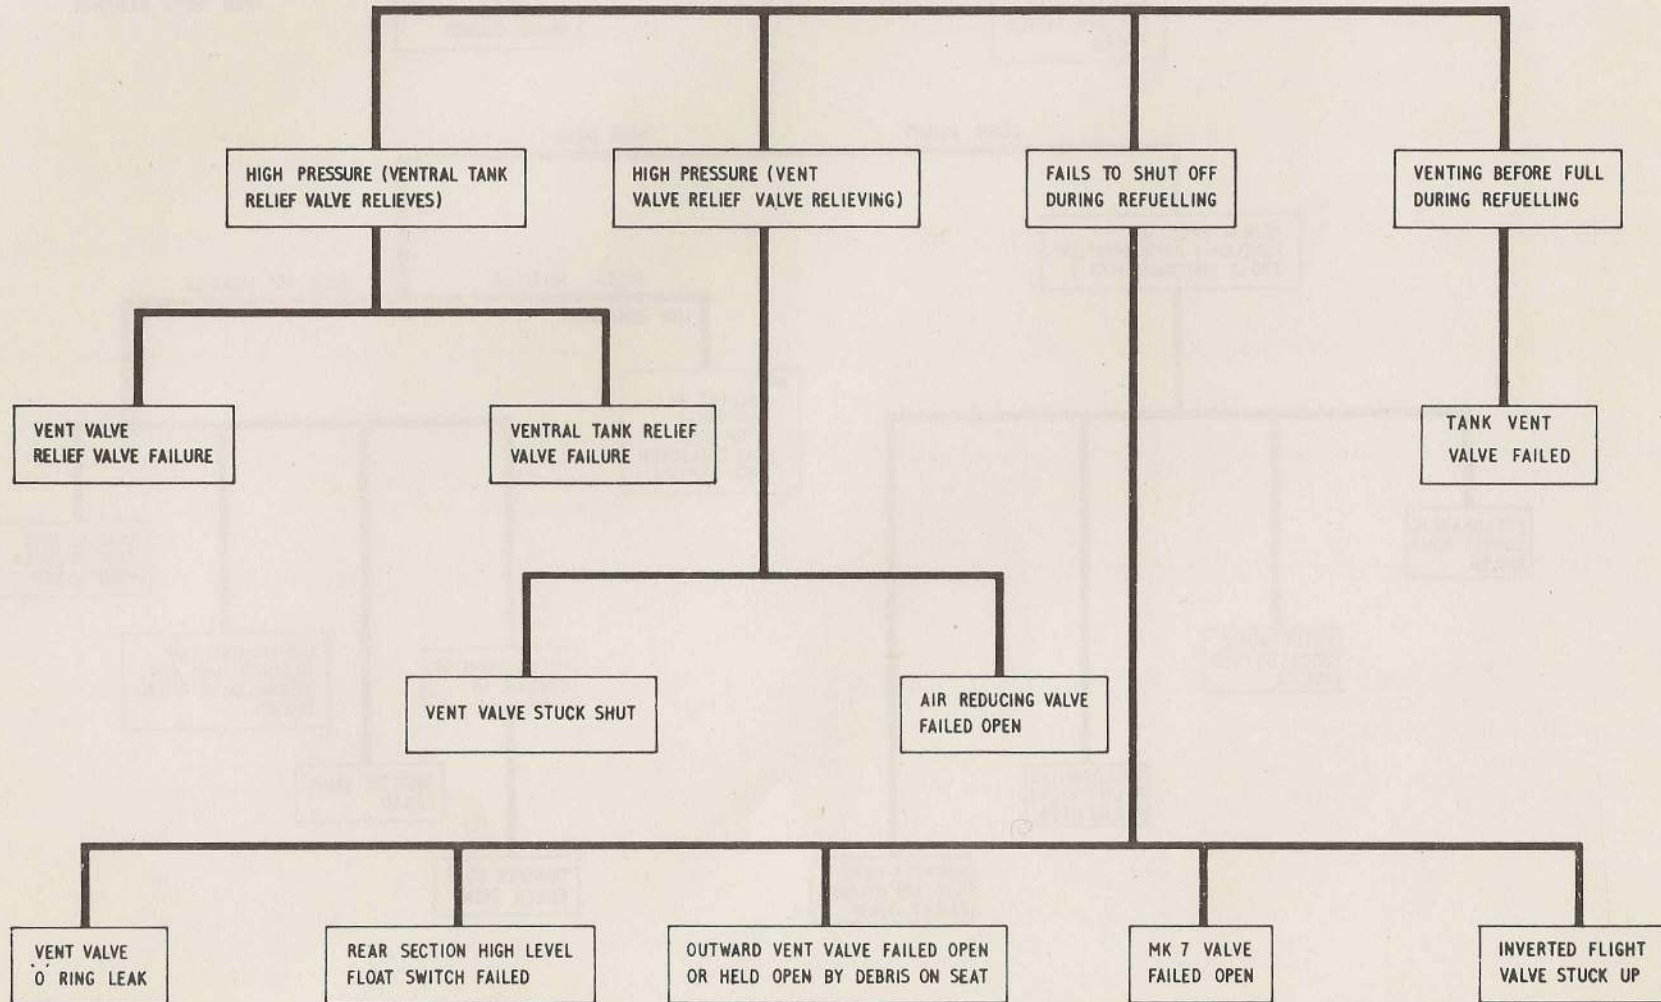 HIGH PRESSURE (VENTRAL TANK
RELIEF VALVE RELIEVES)
HIGH PRESSURE (VENT
VALVE RELIEF VALVE RELIEVING)
FAILS TO SHUT OFF
DURING REFUELLING
VENTING BEFORE FULL
DURING REFUELLING
VENT VALVE
RELIEF VALVE FAILURE
VENTRAL TANK RELIEF
VALVE FAILURE
TANK VENT
VALVE FAILED
VENT VALVE STUCK SHUT
AIR REDUCING VALVE
FAILED OPEN
VENT VALVE
'O' RING LEAK
REAR SECTION HIGH LEVEL
FLOAT SWITCH FAILED
OUTWARD VENT VALVE FAILED OPEN
OR HELD OPEN BY DEBRIS ON SEAT
MK 7 VALVE
FAILED OPEN
INVERTED FLIGHT
VALVE STUCK UP